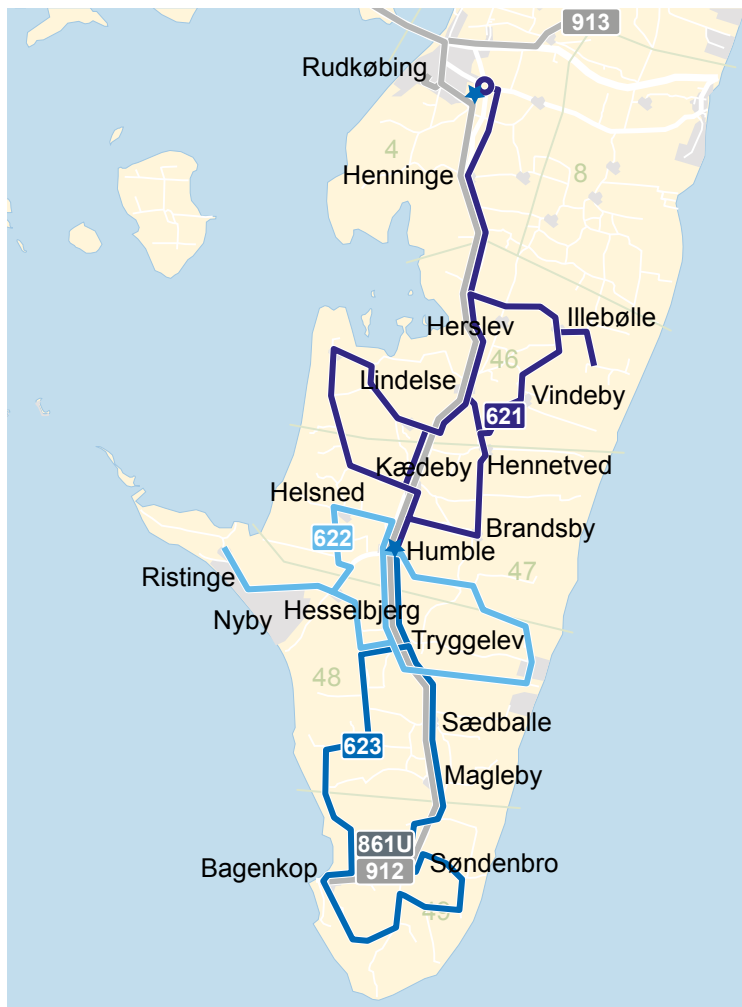 913
Rudkøbing
4
Henninge
8
Herslev
Illebølle
46
Lindelse
Vindeby
621
Kædeby
Hennetved
Helsned
Brandsby
622
Humble
47
Ristinge
Hesselbjerg
Nyby
Tryggelev
48
Sædballe
623
Magleby
861U
912
Bagenkop
Søndenbro
49